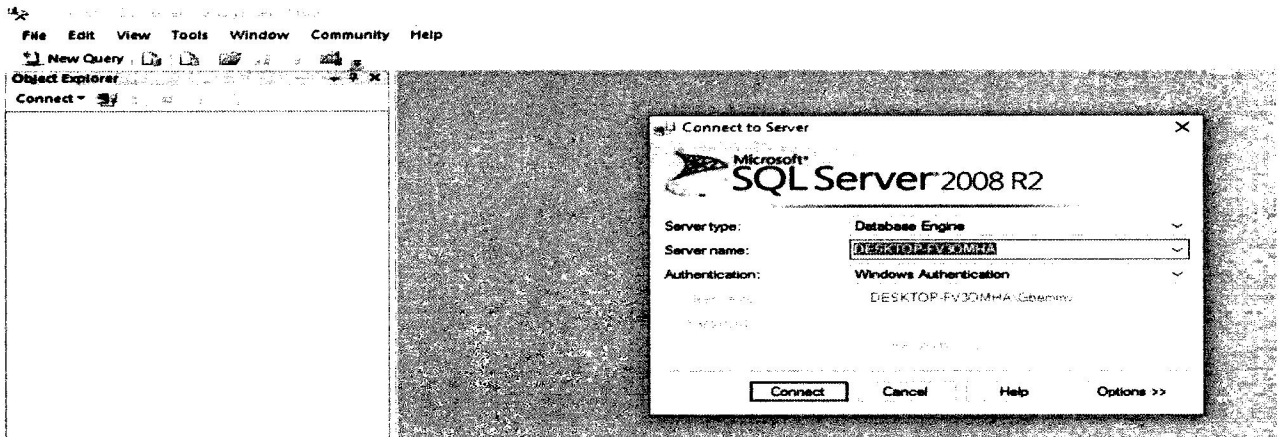 File Edit View Tools Window Community Help
New Query
Object Explorer
Connect
Connect to Server
Microsoft
SQL Server 2008 R2
Server type: Database Engine
Server name: DESKTOP-FV3OMHA
Authentication: Windows Authentication
Connect Cancel Help Options >>